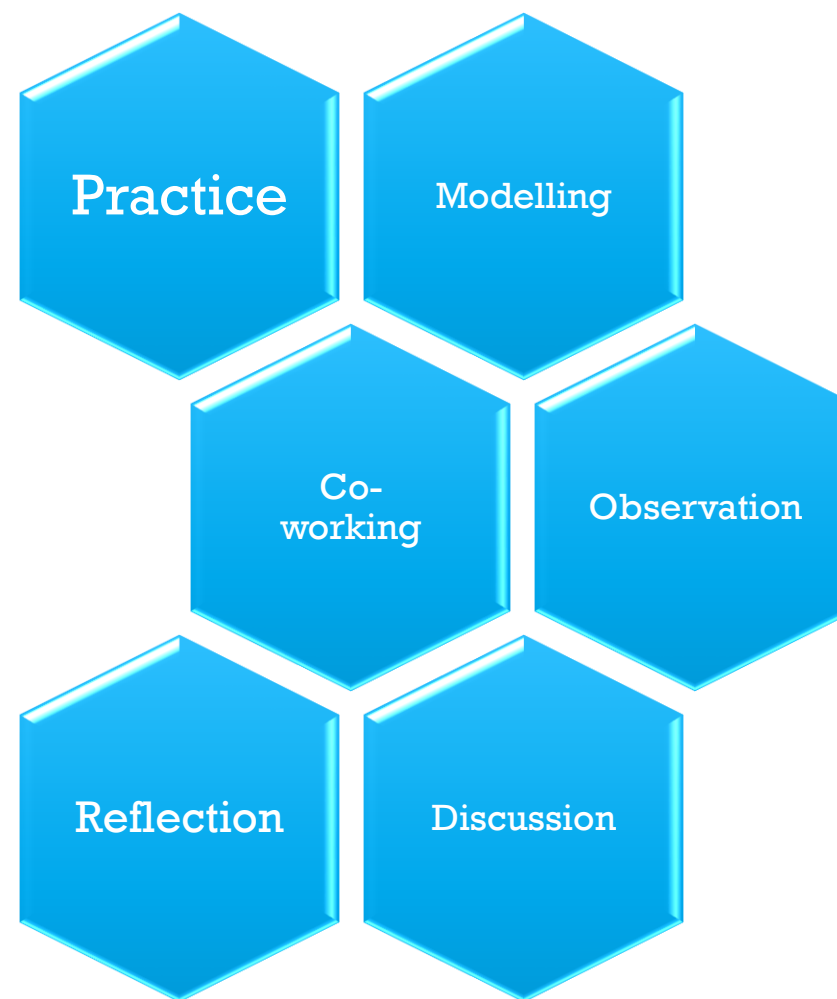 Practice
Modelling
Co-
working
Observation
Reflection
Discussion